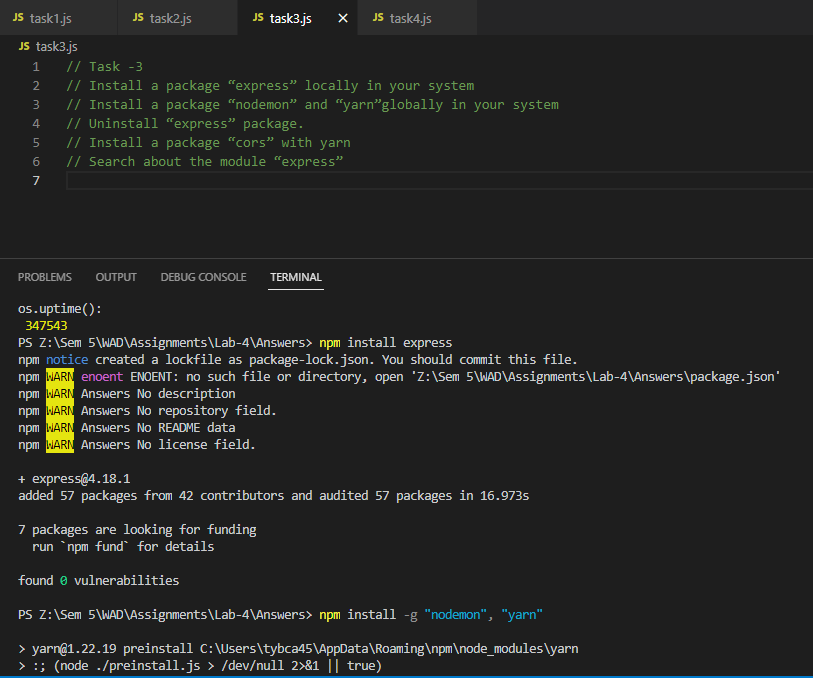 JS task1.js JS task2.js JS task3.js × JS task4.js
JS task3.js
1 // Task -3
2 // Install a package “express” locally in your system
3 // Install a package “nodemon” and “yarn”globally in your system
4 // Uninstall “express” package.
5 // Install a package “cors” with yarn
6 // Search about the module “express”
7
PROBLEMS OUTPUT DEBUG CONSOLE TERMINAL
os.uptime():
347543
PS Z:\Sem 5\WAD\Assignments\Lab-4\Answers> npm install express
npm notice created a lockfile as package-lock.json. You should commit this file.
npm WARN enoent ENOENT: no such file or directory, open 'Z:\Sem 5\WAD\Assignments\Lab-4\Answers\package.json'
npm WARN Answers No description
npm WARN Answers No repository field.
npm WARN Answers No README data
npm WARN Answers No license field.
+ express@4.18.1
added 57 packages from 42 contributors and audited 57 packages in 16.973s
7 packages are looking for funding
run `npm fund` for details
found 0 vulnerabilities
PS Z:\Sem 5\WAD\Assignments\Lab-4\Answers> npm install -g "nodemon", "yarn"
> yarn@1.22.19 preinstall C:\Users\tybca45\AppData\Roaming\npm\node_modules\yarn
> :; (node ./preinstall.js > /dev/null 2>&1 || true)